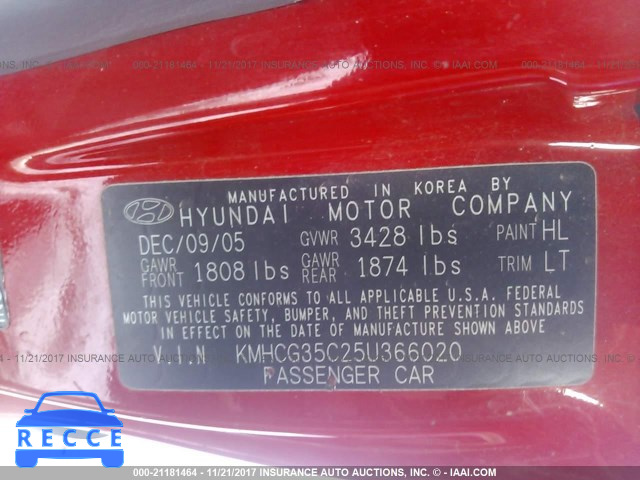 000-21181464 - 11/21/2017 INSURANCE AUTO AUCTIONS, INC. - © - IAAI.COM
MANUFACTURED IN KOREA BY
HYUNDAI MOTOR COMPANY
DEC/09/05 GVWR 3428 lbs PAINT HL
GAWR FRONT 1808 lbs GAWR REAR 1874 lbs TRIM LT
THIS VEHICLE CONFORMS TO ALL APPLICABLE U.S.A. FEDERAL
MOTOR VEHICLE SAFETY, BUMPER, AND THEFT PREVENTION STANDARDS
IN EFFECT ON THE DATE OF MANUFACTURE SHOWN ABOVE
V.I.N KMHCG35C25U366020
PASSENGER CAR
RECCE
000-21181464 - 11/21/2017 INSURANCE AUTO AUCTIONS, INC. - © - IAAI.COM